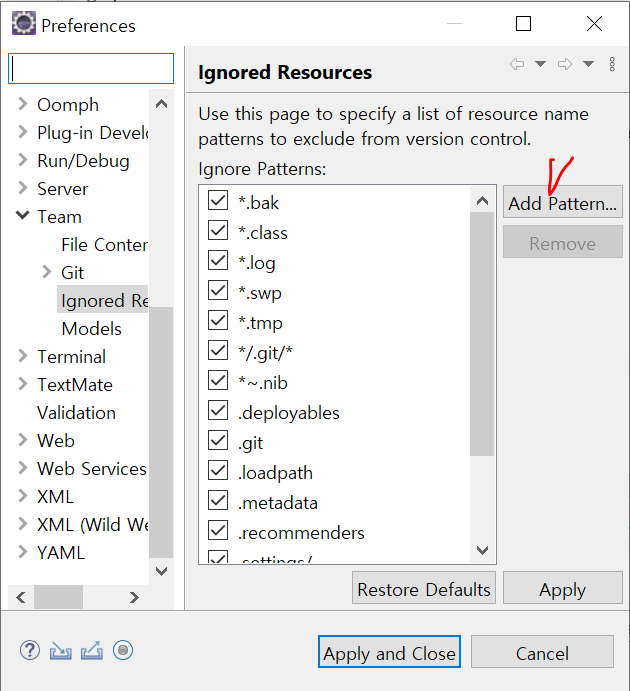 Preferences
Ignored Resources
Oomph
Plug-in Develo
Run/Debug
Server
Team
File Conten
Git
Ignored Re
Models
Terminal
TextMate
Validation
Web
Web Services
XML
XML (Wild We
YAML
Use this page to specify a list of resource name
patterns to exclude from version control.
Ignore Patterns:
*.bak
*.class
*.log
*.swp
*.tmp
*/.git/*
*~.nib
.deployables
.git
.loadpath
.metadata
.recommenders
.settings/
Add Pattern...
Remove
Restore Defaults
Apply
Apply and Close
Cancel